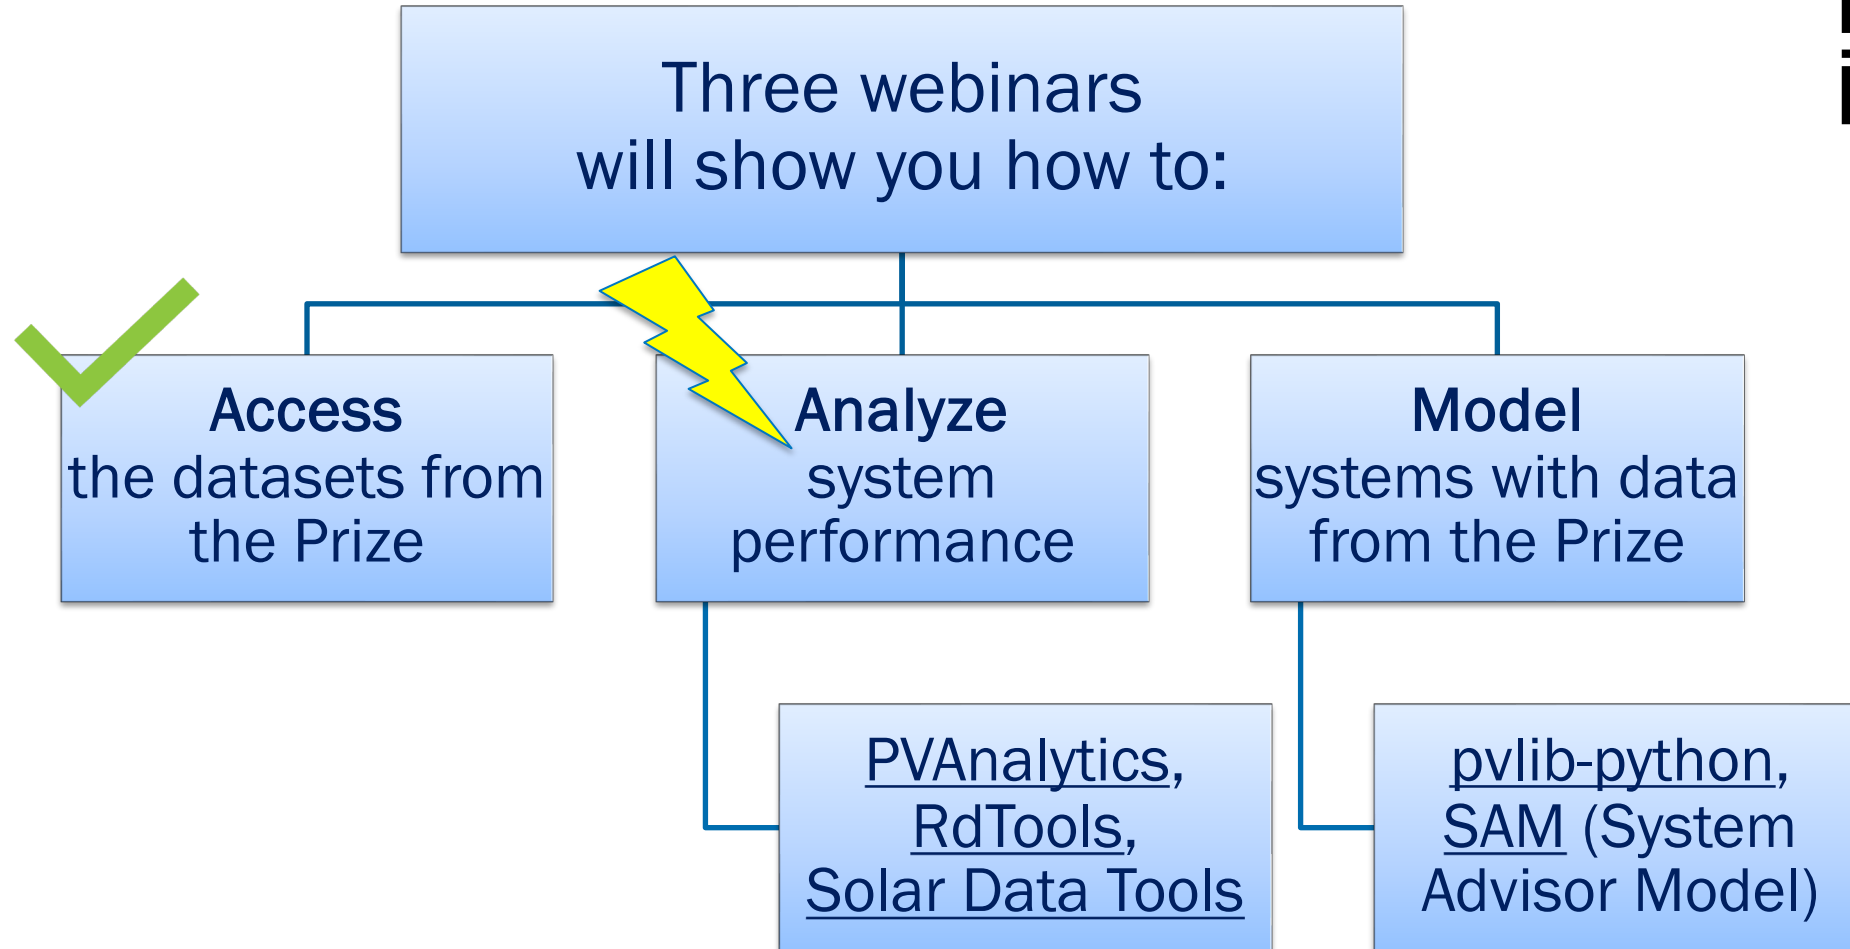 Three webinars
will show you how to:
Access
the datasets from
the Prize
Analyze
system
performance
Model
systems with data
from the Prize
PVAnalytics,
RdTools,
Solar Data Tools
pvlib-python,
SAM (System
Advisor Model)